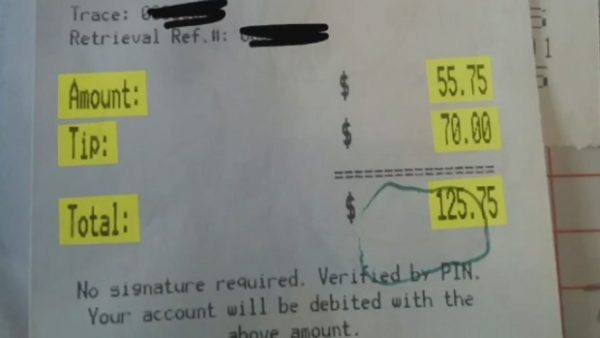 Trace:
Retrieval Ref.#:
Amount: $ 55.75
Tip: $ 70.00
================
Total: $ 125.75
No signature required. Verified by PIN.
Your account will be debited with the
above amount.